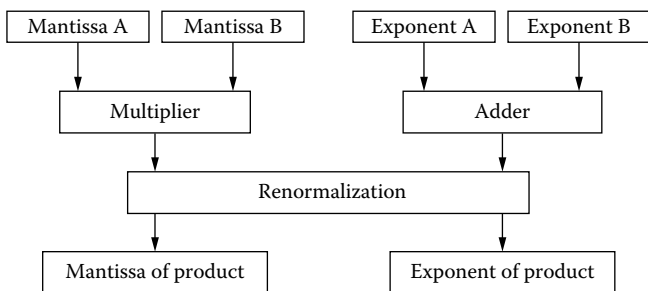 Mantissa A
Mantissa B
Exponent A
Exponent B
Multiplier
Adder
Renormalization
Mantissa of product
Exponent of product